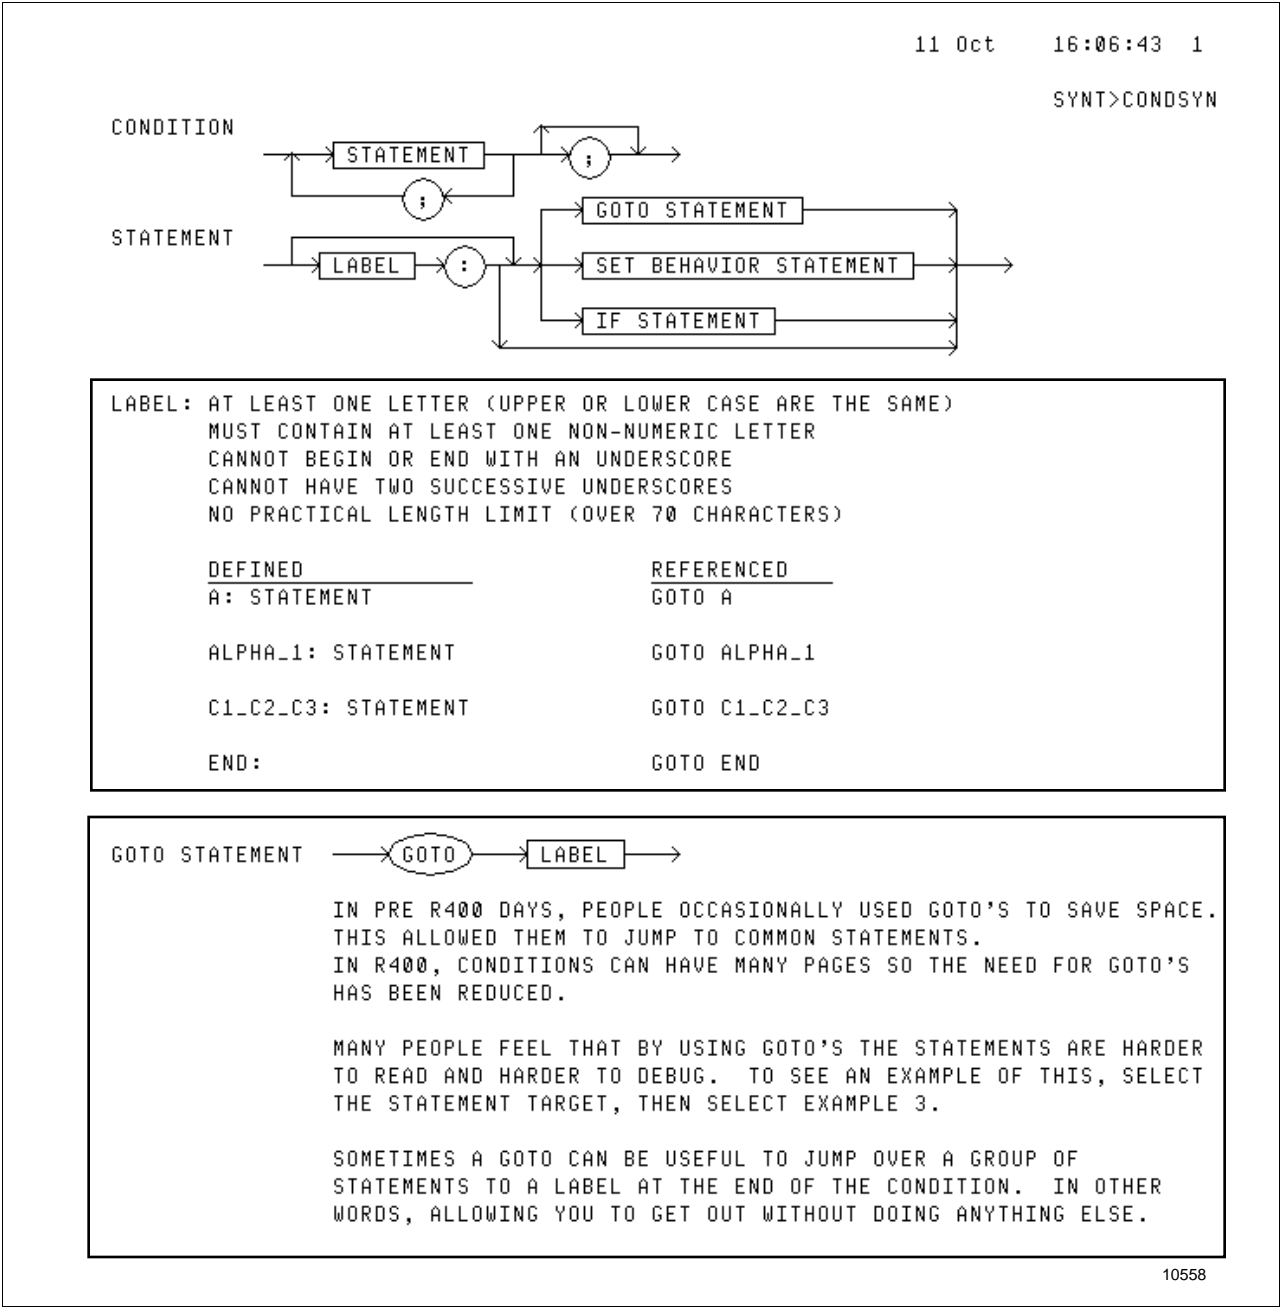 11 Oct 16:06:43 1
SYNT>CONDSYN
CONDITION
STATEMENT
;
;
GOTO STATEMENT
STATEMENT
LABEL
:
SET BEHAVIOR STATEMENT
IF STATEMENT
LABEL: AT LEAST ONE LETTER (UPPER OR LOWER CASE ARE THE SAME)
MUST CONTAIN AT LEAST ONE NON-NUMERIC LETTER
CANNOT BEGIN OR END WITH AN UNDERSCORE
CANNOT HAVE TWO SUCCESSIVE UNDERSCORES
NO PRACTICAL LENGTH LIMIT (OVER 70 CHARACTERS)
DEFINED REFERENCED
A: STATEMENT GOTO A
ALPHA_1: STATEMENT GOTO ALPHA_1
C1_C2_C3: STATEMENT GOTO C1_C2_C3
END: GOTO END
GOTO STATEMENT GOTO LABEL
IN PRE R400 DAYS, PEOPLE OCCASIONALLY USED GOTO'S TO SAVE SPACE.
THIS ALLOWED THEM TO JUMP TO COMMON STATEMENTS.
IN R400, CONDITIONS CAN HAVE MANY PAGES SO THE NEED FOR GOTO'S
HAS BEEN REDUCED.
MANY PEOPLE FEEL THAT BY USING GOTO'S THE STATEMENTS ARE HARDER
TO READ AND HARDER TO DEBUG. TO SEE AN EXAMPLE OF THIS, SELECT
THE STATEMENT TARGET, THEN SELECT EXAMPLE 3.
SOMETIMES A GOTO CAN BE USEFUL TO JUMP OVER A GROUP OF
STATEMENTS TO A LABEL AT THE END OF THE CONDITION. IN OTHER
WORDS, ALLOWING YOU TO GET OUT WITHOUT DOING ANYTHING ELSE.
10558